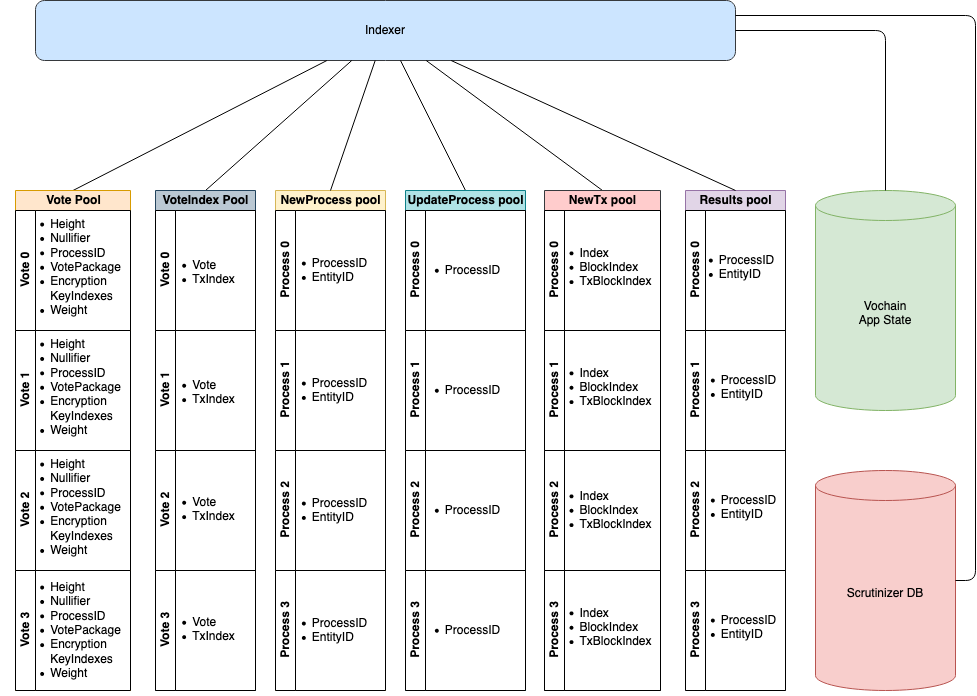 Indexer
Vote Pool
Vote 0
• Height
• Nullifier
• ProcessID
• VotePackage
• Encryption
KeyIndexes
• Weight
Vote 1
• Height
• Nullifier
• ProcessID
• VotePackage
• Encryption
KeyIndexes
• Weight
Vote 2
• Height
• Nullifier
• ProcessID
• VotePackage
• Encryption
KeyIndexes
• Weight
Vote 3
• Height
• Nullifier
• ProcessID
• VotePackage
• Encryption
KeyIndexes
• Weight
VoteIndex Pool
Vote 0
• Vote
• TxIndex
Vote 1
• Vote
• TxIndex
Vote 2
• Vote
• TxIndex
Vote 3
• Vote
• TxIndex
NewProcess pool
Process 0
• ProcessID
• EntityID
Process 1
• ProcessID
• EntityID
Process 2
• ProcessID
• EntityID
Process 3
• ProcessID
• EntityID
UpdateProcess pool
Process 0
• ProcessID
Process 1
• ProcessID
Process 2
• ProcessID
Process 3
• ProcessID
NewTx pool
Process 0
• Index
• BlockIndex
• TxBlockIndex
Process 1
• Index
• BlockIndex
• TxBlockIndex
Process 2
• Index
• BlockIndex
• TxBlockIndex
Process 3
• Index
• BlockIndex
• TxBlockIndex
Results pool
Process 0
• ProcessID
• EntityID
Process 1
• ProcessID
• EntityID
Process 2
• ProcessID
• EntityID
Process 3
• ProcessID
• EntityID
Vochain
App State
Scrutinizer DB